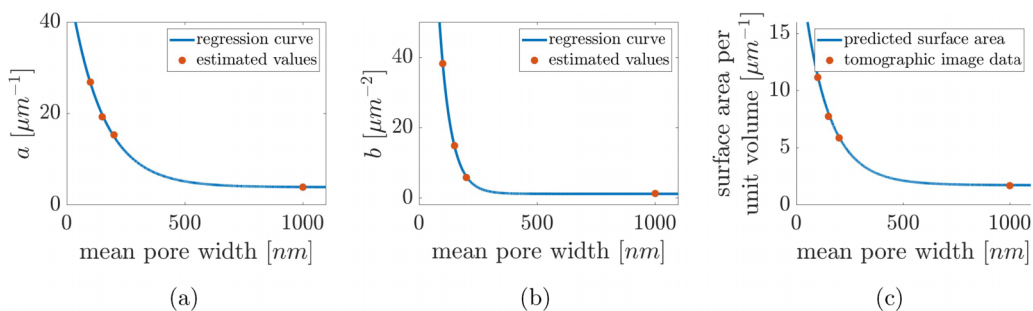 40
20
0
0
500
1000
a [μm⁻¹]
mean pore width [nm]
regression curve
estimated values
(a)
40
20
0
0
500
1000
b [μm⁻²]
mean pore width [nm]
regression curve
estimated values
(b)
15
10
5
0
0
500
1000
surface area per
unit volume [μm⁻¹]
mean pore width [nm]
predicted surface area
tomographic image data
(c)